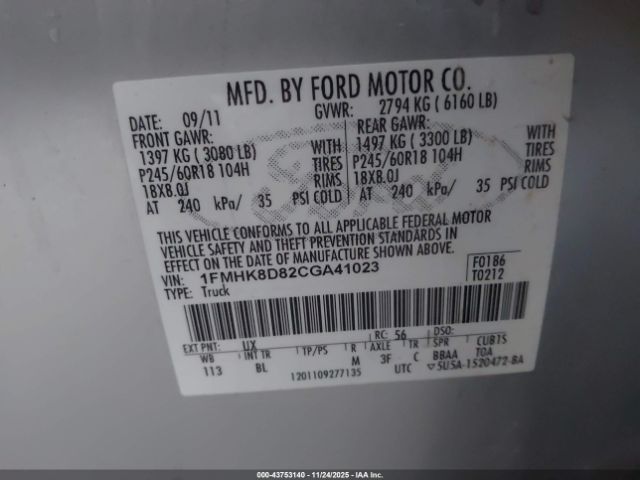 MFD. BY FORD MOTOR CO.
DATE: 09/11 GVWR: 2794 KG ( 6160 LB)
FRONT GAWR: REAR GAWR:
1397 KG ( 3080 LB) WITH 1497 KG ( 3300 LB) WITH
P245/60R18 104H TIRES P245/60R18 104H TIRES
18X8.0J RIMS 18X8.0J RIMS
AT 240 kPa/ 35 PSI COLD AT 240 kPa/ 35 PSI COLD
THIS VEHICLE CONFORMS TO ALL APPLICABLE FEDERAL MOTOR
VEHICLE SAFETY AND THEFT PREVENTION STANDARDS IN
EFFECT ON THE DATE OF MANUFACTURE SHOWN ABOVE.
VIN: 1FMHK8D82CGA41023 F0186
TYPE: Truck T0212
EXT PNT: UX RC: 56 DSO:
WB INT TR TP/PS R AXLE TR SPR CUBTS
113 BL M 3F C BBAA TOA
1201109277135 UTC ▽5U5A-1520472-BA
000-43753140 - 11/24/2025 - IAABU